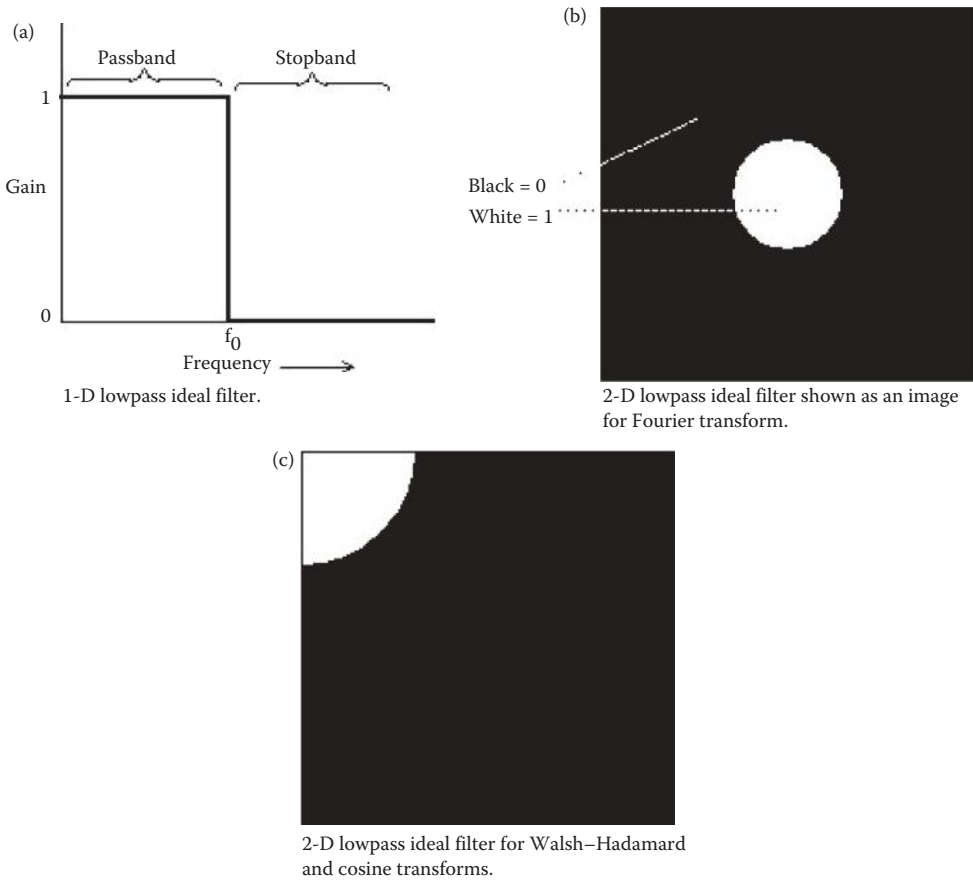 (a)
Passband
Stopband
1
Gain
0
f0
Frequency
1-D lowpass ideal filter.
(b)
Black = 0
White = 1
2-D lowpass ideal filter shown as an image
for Fourier transform.
(c)
2-D lowpass ideal filter for Walsh–Hadamard
and cosine transforms.